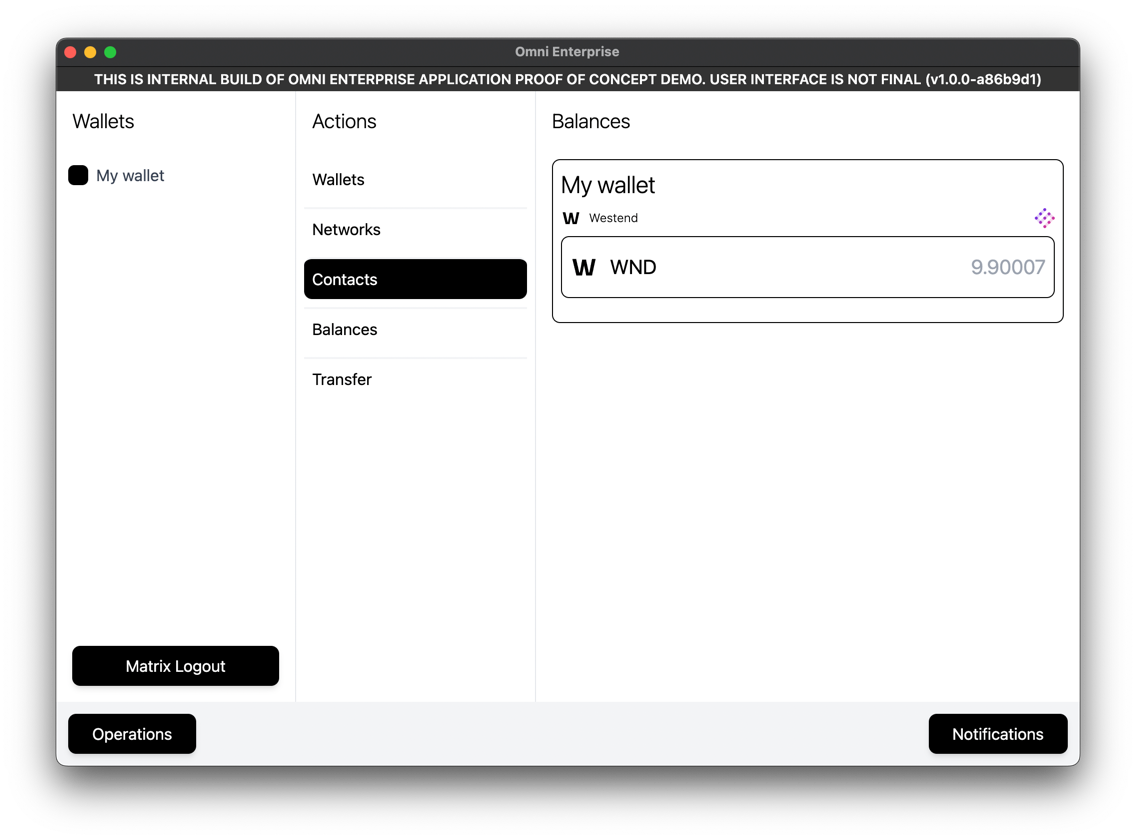 Omni Enterprise
THIS IS INTERNAL BUILD OF OMNI ENTERPRISE APPLICATION PROOF OF CONCEPT DEMO. USER INTERFACE IS NOT FINAL (v1.0.0-a86b9d1)
Wallets
My wallet
Matrix Logout
Actions
Wallets
Networks
Contacts
Balances
Transfer
Balances
My wallet
W Westend
W WND 9.90007
Operations
Notifications